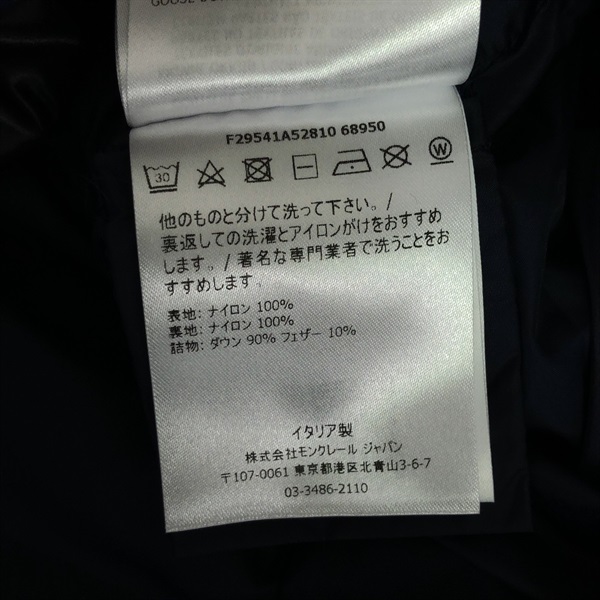 F29541A52810 68950
30
W
他のものと分けて洗って下さい。/
裏返しての洗濯とアイロンがけをおすすめ
します。/ 著名な専門業者で洗うことをお
すすめします。
表地: ナイロン 100%
裏地: ナイロン 100%
詰物: ダウン 90% フェザー 10%
イタリア製
株式会社モンクレール ジャパン
〒107-0061 東京都港区北青山3-6-7
03-3486-2110